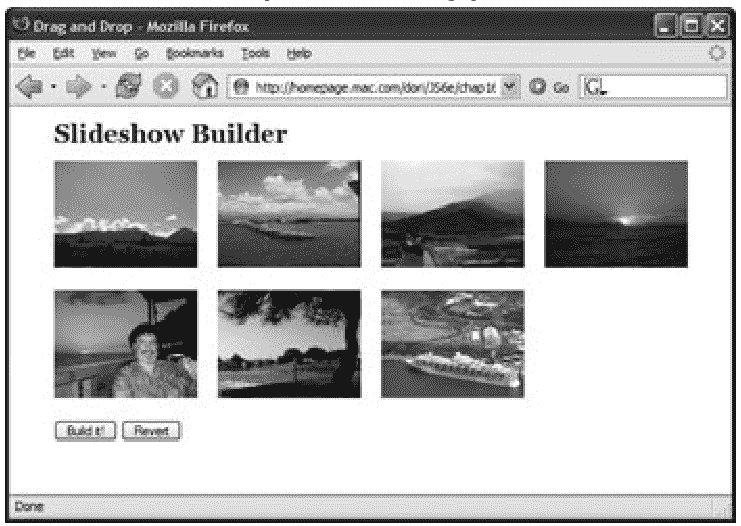 Drag and Drop - Mozilla Firefox
File Edit View Go Bookmarks Tools Help
http://homepage.mac.com/dori/JS6e/chap16 Go
Slideshow Builder
Build it! Revert
Done